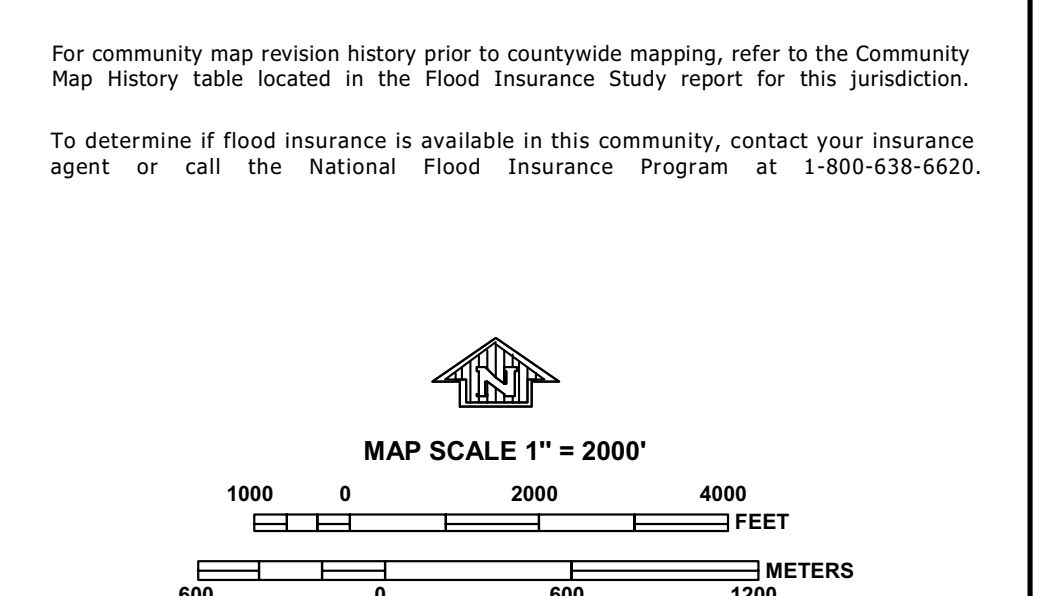 For community map revision history prior to countywide mapping, refer to the Community
Map History table located in the Flood Insurance Study report for this jurisdiction.
To determine if flood insurance is available in this community, contact your insurance
agent or call the National Flood Insurance Program at 1-800-638-6620.
N
MAP SCALE 1" = 2000'
1000 0 2000 4000
FEET
METERS
600 0 600 1200